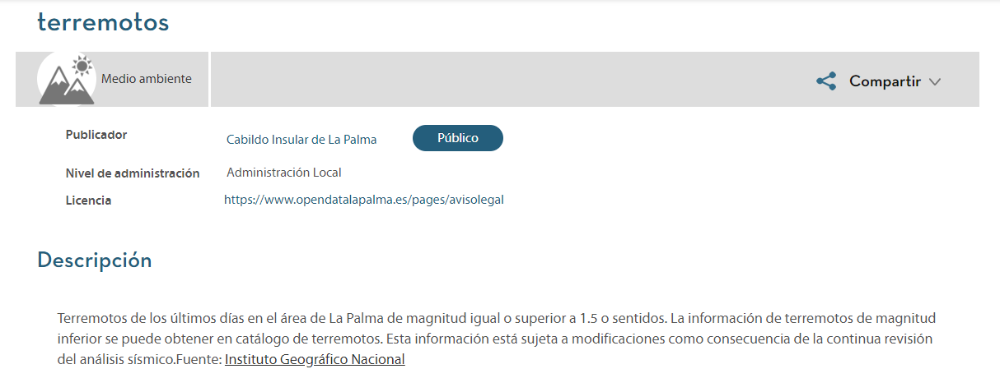 terremotos
Medio ambiente
Compartir
Publicador
Cabildo Insular de La Palma
Público
Nivel de administración
Administración Local
Licencia
https://www.opendatalapalma.es/pages/avisolegal
Descripción
Terremotos de los últimos días en el área de La Palma de magnitud igual o superior a 1.5 o sentidos. La información de terremotos de magnitud
inferior se puede obtener en catálogo de terremotos. Esta información está sujeta a modificaciones como consecuencia de la continua revisión
del análisis sísmico.Fuente: Instituto Geográfico Nacional